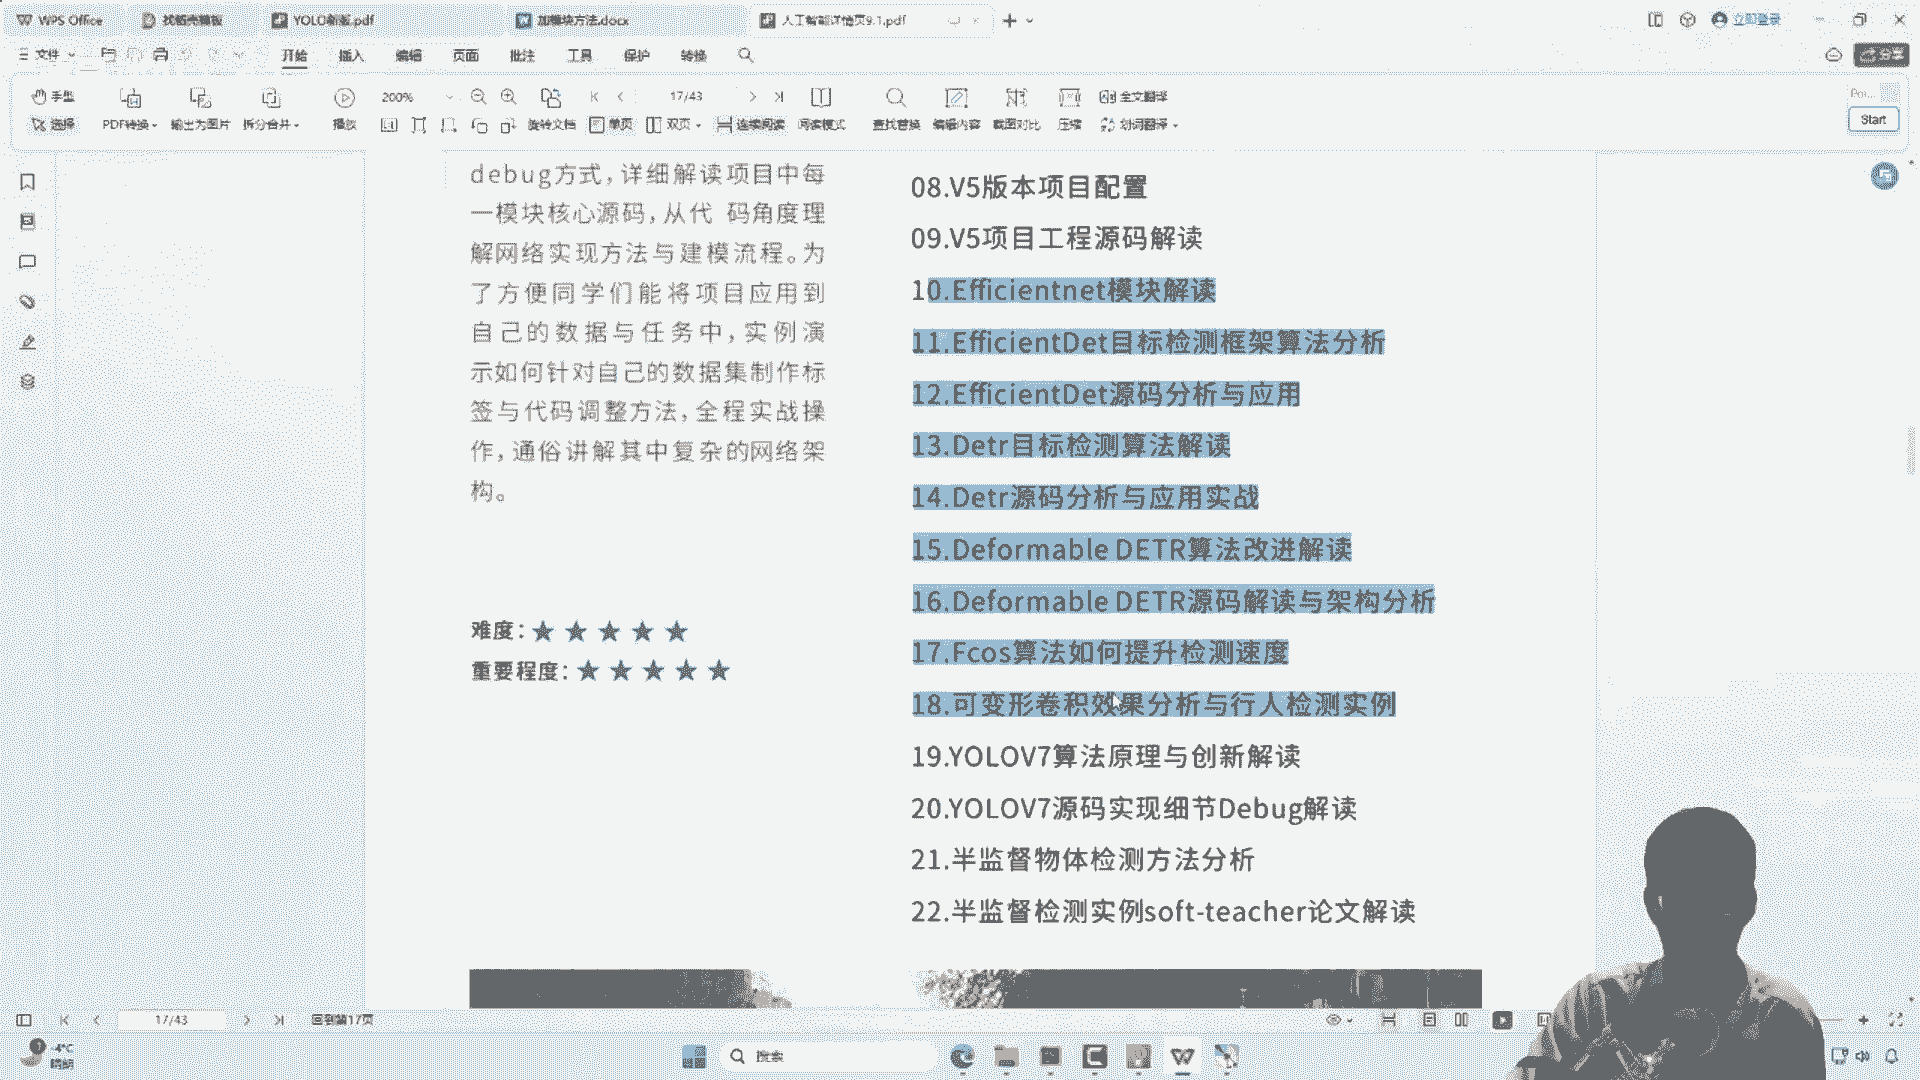 WPS Office
找稻壳模板
YOLO新版.pdf
加模块方法.docx
人工智能详情页9.1.pdf
立即登录
文件
开始
插入
编辑
页面
批注
工具
保护
转换
分享
手型
选择
PDF转换
输出为图片
拆分合并
播放
200%
旋转文档
17/43
单页
双页
连续阅读
阅读模式
查找替换
编辑内容
截图对比
压缩
全文翻译
划词翻译
Start
debug方式,详细解读项目中每
一模块核心源码,从代 码角度理
解网络实现方法与建模流程。为
了方便同学们能将项目应用到
自己的数据与任务中,实例演
示如何针对自己的数据集制作标
签与代码调整方法,全程实战操
作,通俗讲解其中复杂的网络架
构。
难度:★★★★★
重要程度:★★★★★
08.V5版本项目配置
09.V5项目工程源码解读
10.Efficientnet模块解读
11.EfficientDet目标检测框架算法分析
12.EfficientDet源码分析与应用
13.Detr目标检测算法解读
14.Detr源码分析与应用实战
15.Deformable DETR算法改进解读
16.Deformable DETR源码解读与架构分析
17.Fcos算法如何提升检测速度
18.可变形卷积效果分析与行人检测实例
19.YOLOV7算法原理与创新解读
20.YOLOV7源码实现细节Debug解读
21.半监督物体检测方法分析
22.半监督检测实例soft-teacher论文解读
17/43
回到第17页
-4°C
晴朗
搜索